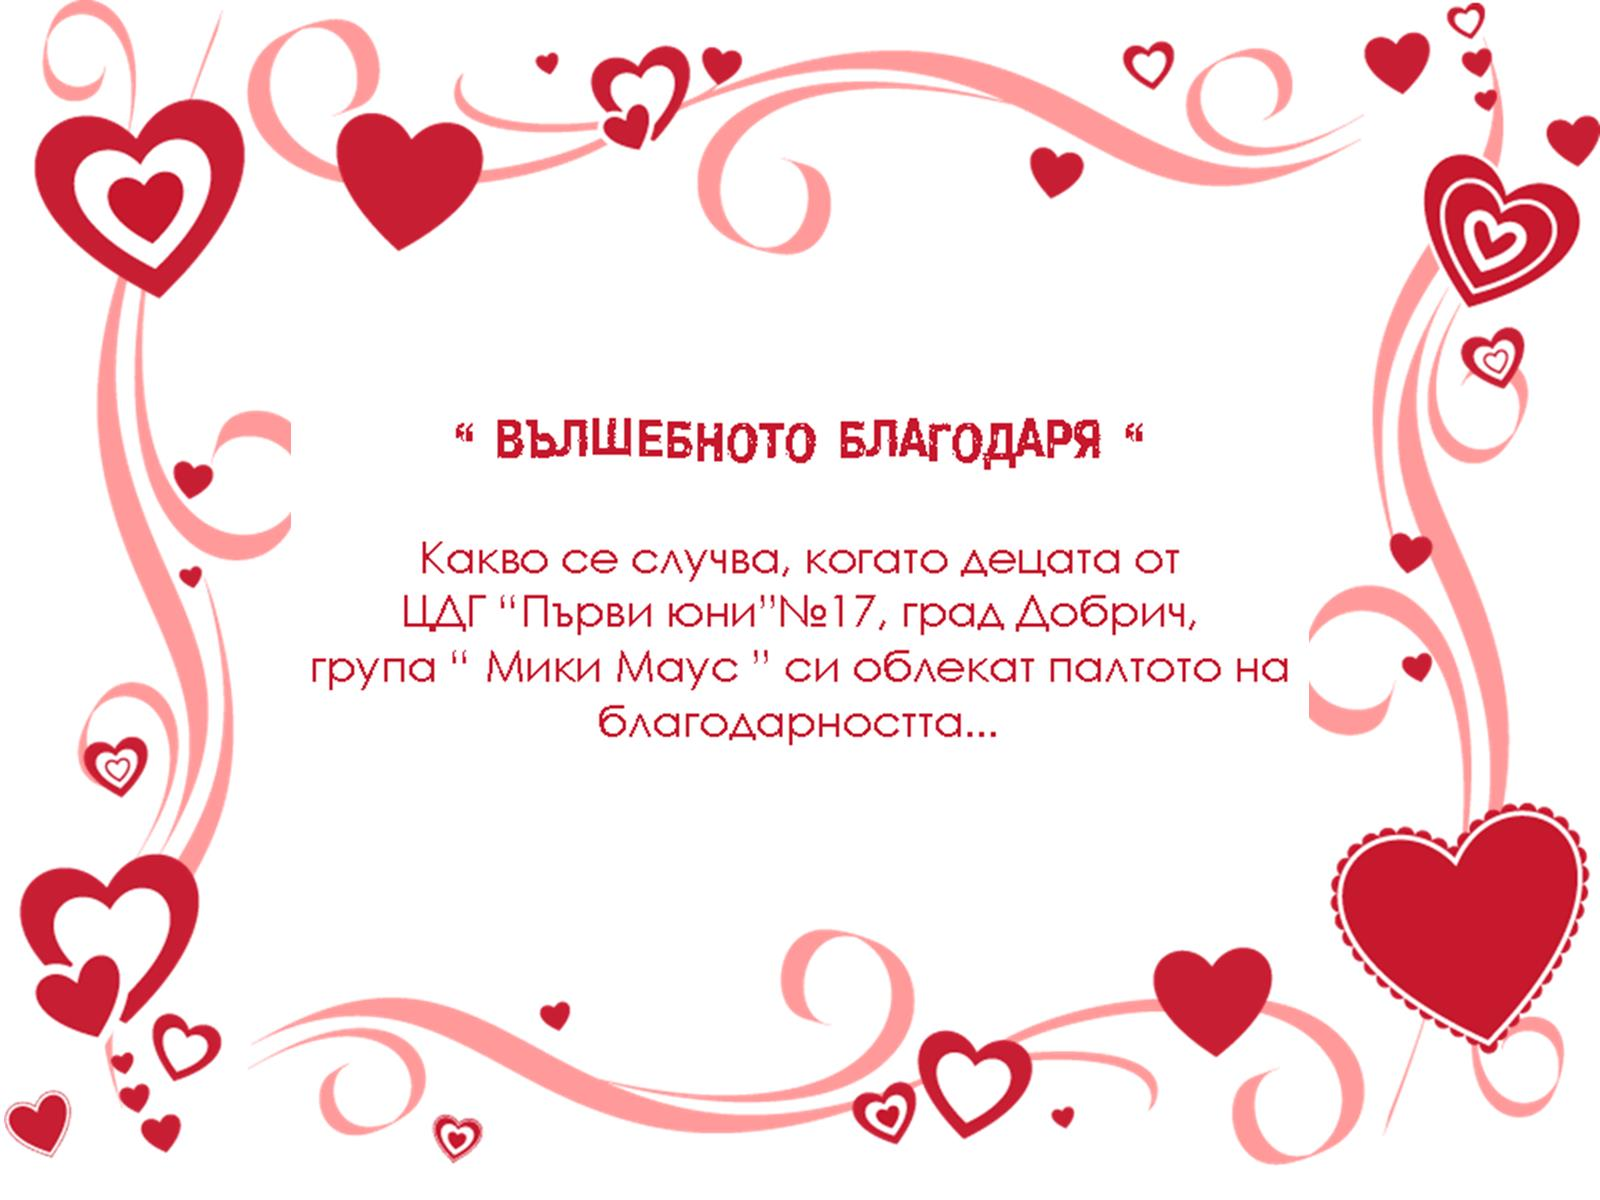 “ ВЪЛШЕБНОТО БЛАГОДАРЯ “
Какво се случва, когато децата от
ЦДГ “Първи юни”№17, град Добрич,
група “ Мики Маус ” си облекат палтото на
благодарността...